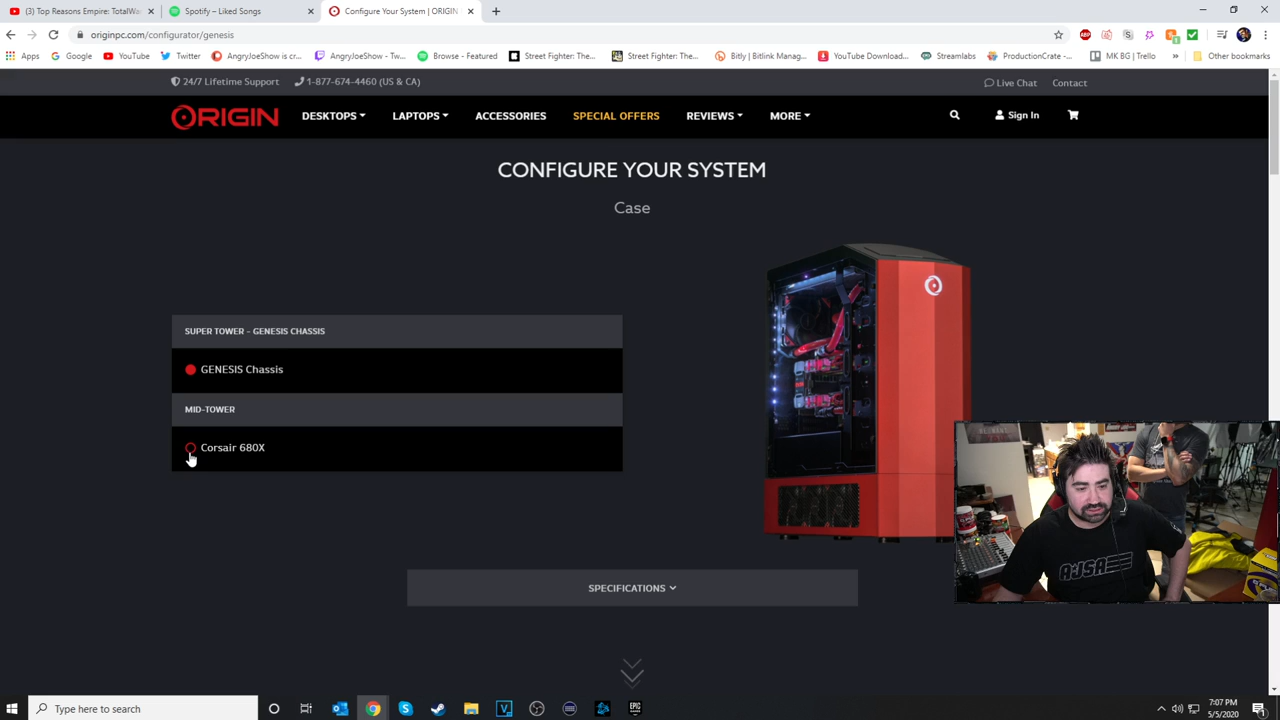 (3) Top Reasons Empire: TotalWa
Spotify – Liked Songs
Configure Your System | ORIGIN
originpc.com/configurator/genesis
Apps
Google
YouTube
Twitter
AngryJoeShow is cr...
AngryJoeShow - Tw...
Browse - Featured
Street Fighter: The...
Street Fighter: The...
Bitly | Bitlink Manag...
YouTube Download...
Streamlabs
ProductionCrate -...
MK BG | Trello
»
Other bookmarks
24/7 Lifetime Support
1-877-674-4460 (US & CA)
Live Chat
Contact
ORIGIN
DESKTOPS
LAPTOPS
ACCESSORIES
SPECIAL OFFERS
REVIEWS
MORE
Sign In
CONFIGURE YOUR SYSTEM
Case
SUPER TOWER - GENESIS CHASSIS
GENESIS Chassis
MID-TOWER
Corsair 680X
AJSA
SPECIFICATIONS
Type here to search
EPIC
7:07 PM
5/5/2020